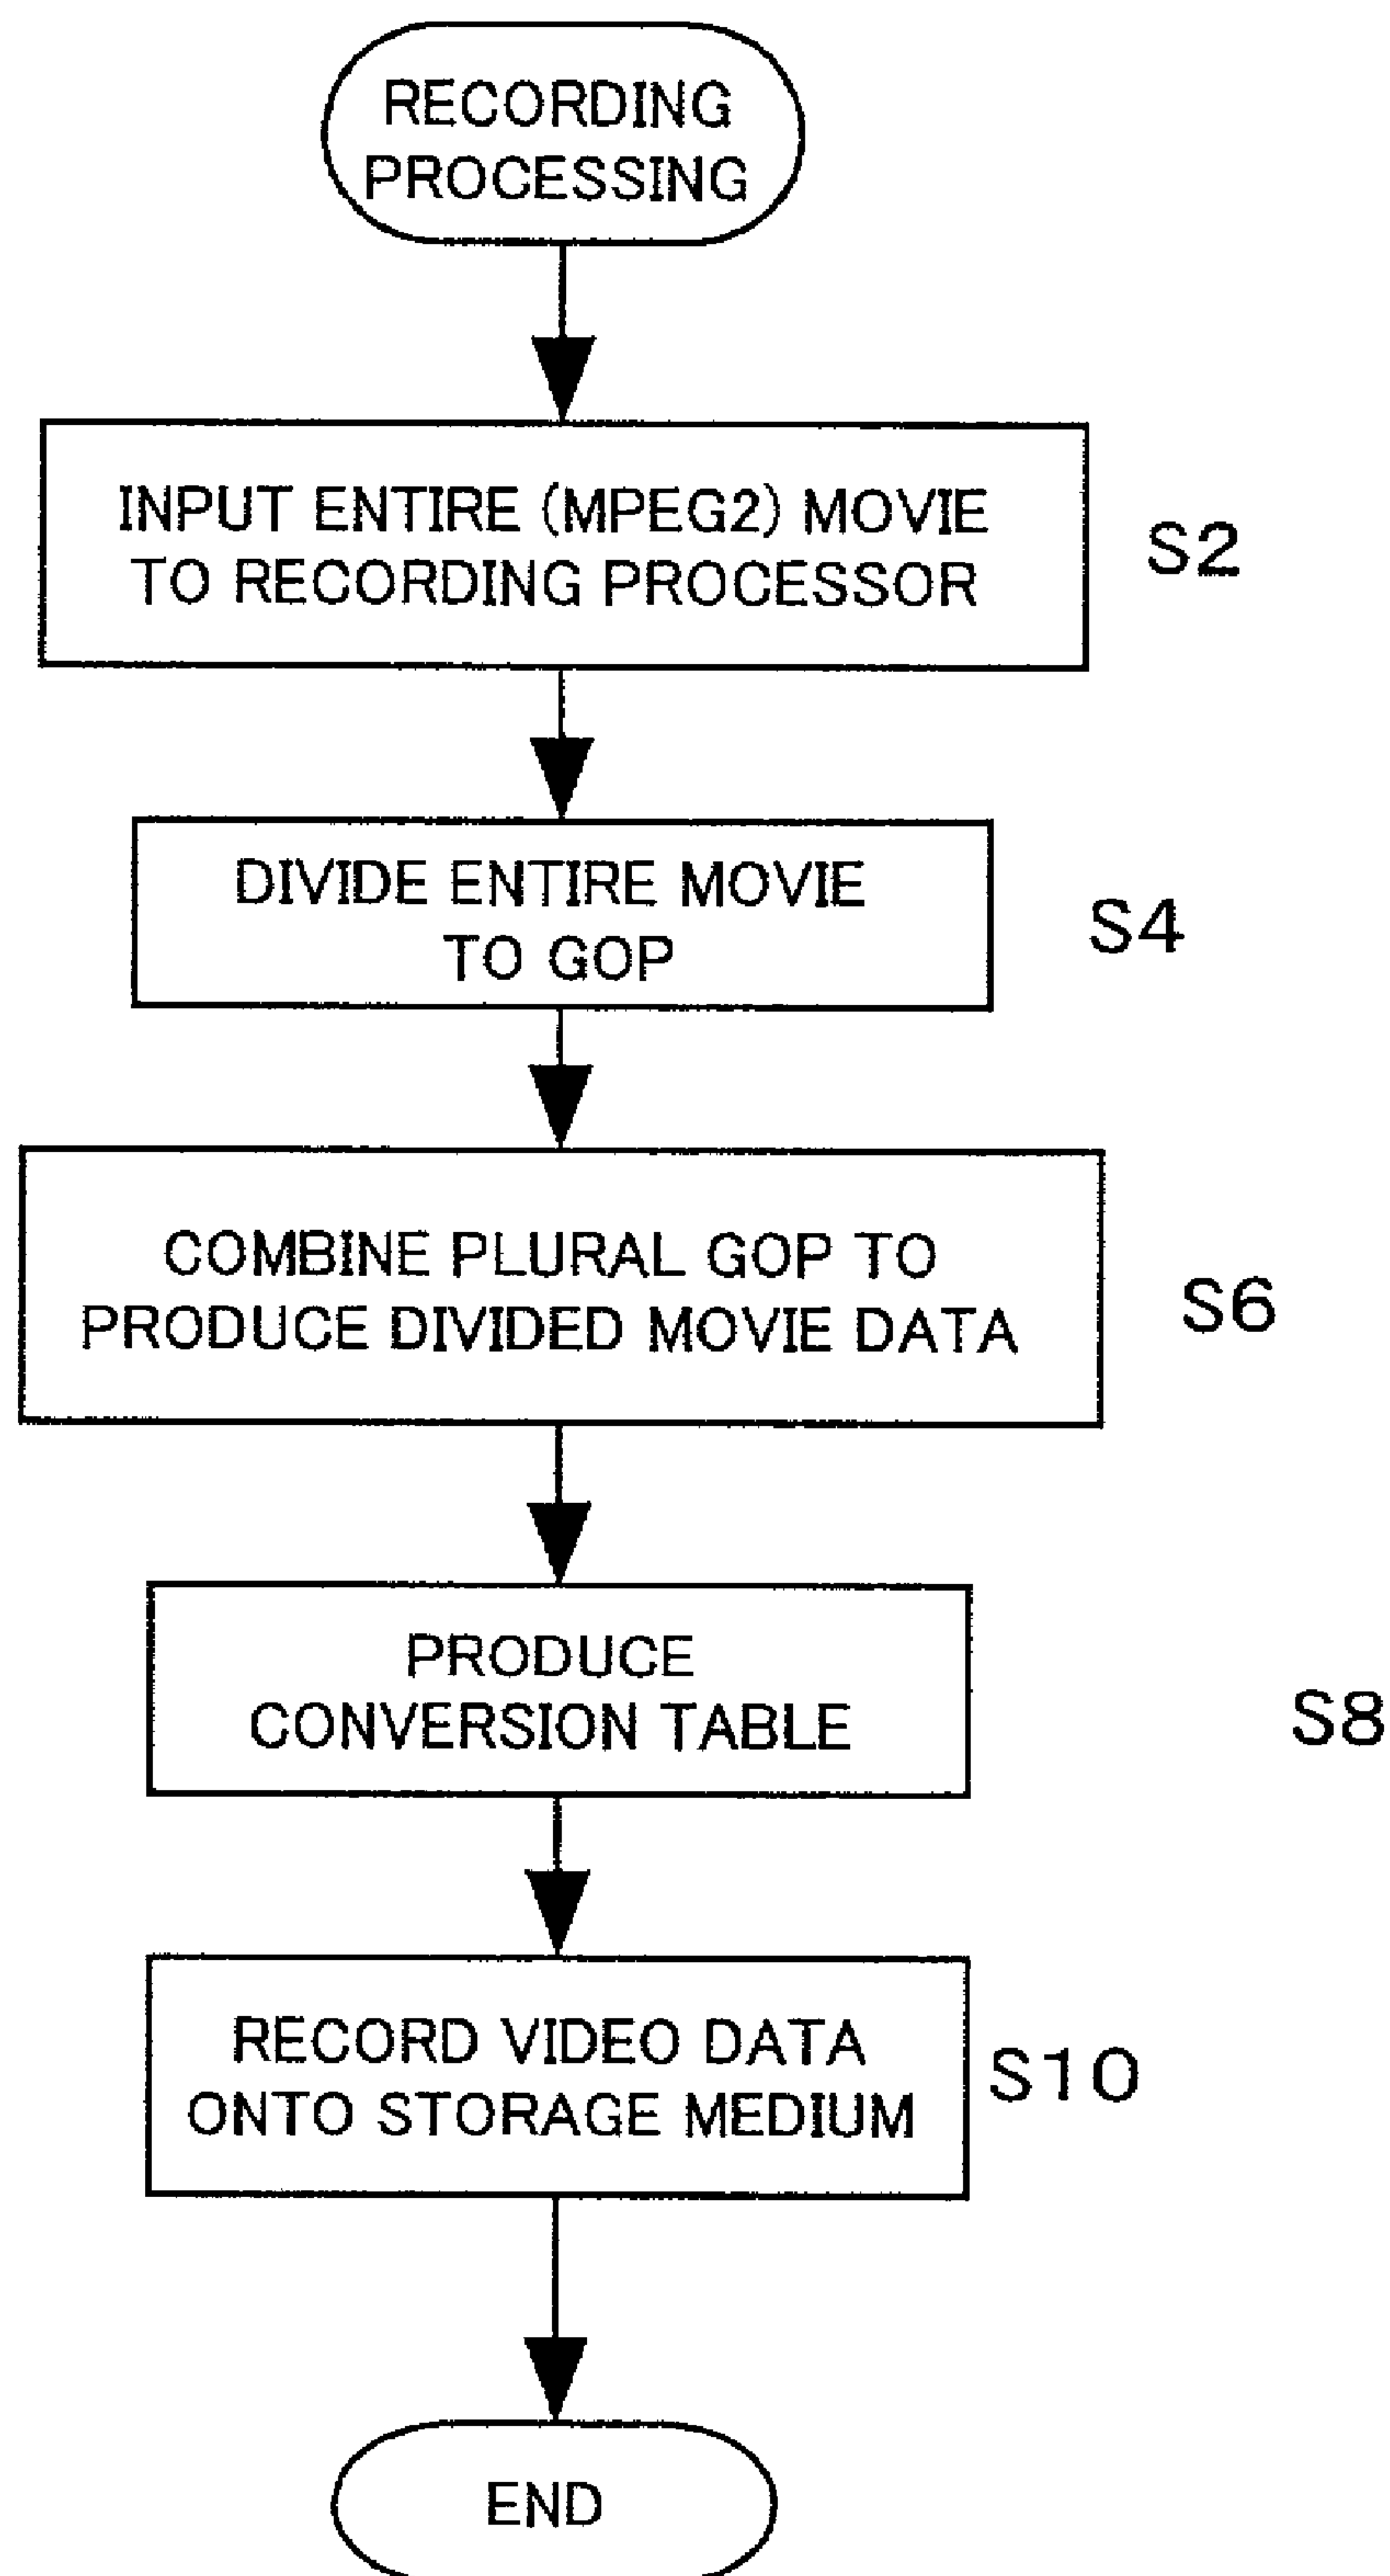 RECORDING
PROCESSING
INPUT ENTIRE (MPEG2) MOVIE
TO RECORDING PROCESSOR
S2
DIVIDE ENTIRE MOVIE
TO GOP
S4
COMBINE PLURAL GOP TO
PRODUCE DIVIDED MOVIE DATA
S6
PRODUCE
CONVERSION TABLE
S8
RECORD VIDEO DATA
ONTO STORAGE MEDIUM
S10
END